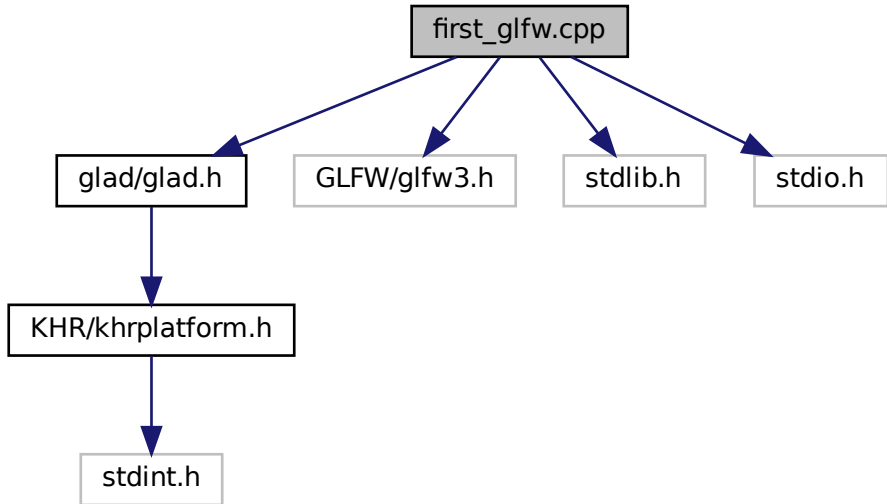 first_glfw.cpp
glad/glad.h
GLFW/glfw3.h
stdlib.h
stdio.h
KHR/khrplatform.h
stdint.h